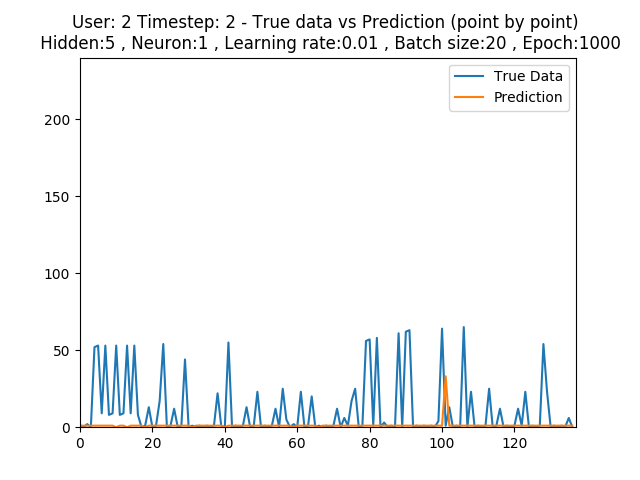 User: 2 Timestep: 2 - True data vs Prediction (point by point)
Hidden:5 , Neuron:1 , Learning rate:0.01 , Batch size:20 , Epoch:1000
True Data
Prediction
200
150
100
50
0
0 20 40 60 80 100 120